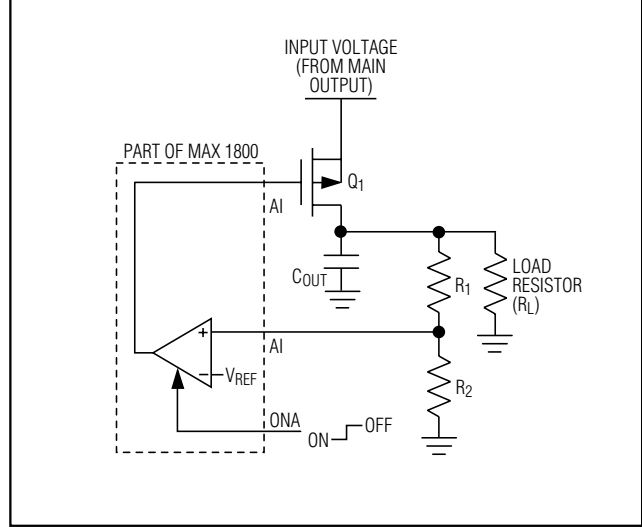 INPUT VOLTAGE
(FROM MAIN
OUTPUT)
PART OF MAX 1800
Q1
AI
COUT
R1
LOAD
RESISTOR
(RL)
+
AI
−
VREF
R2
ONA
ON
OFF